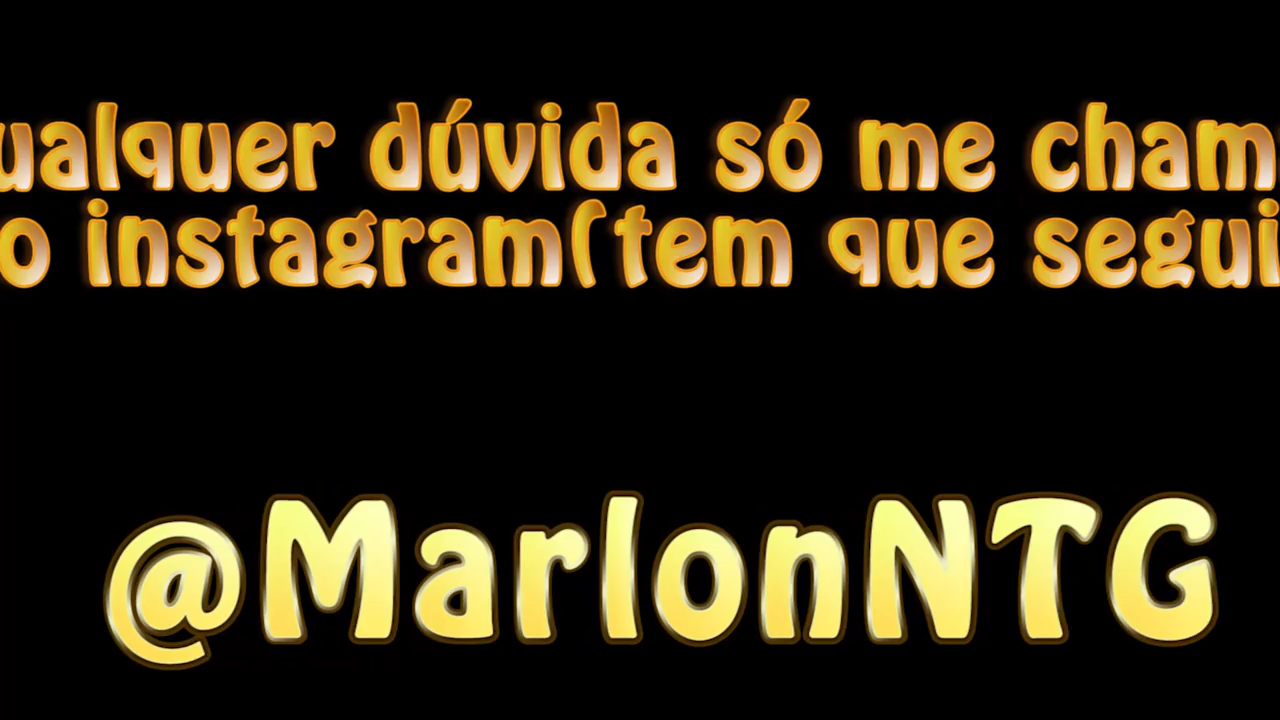 ualquer dúvida só me cham
o instagram(tem que segui
@MarlonNTG